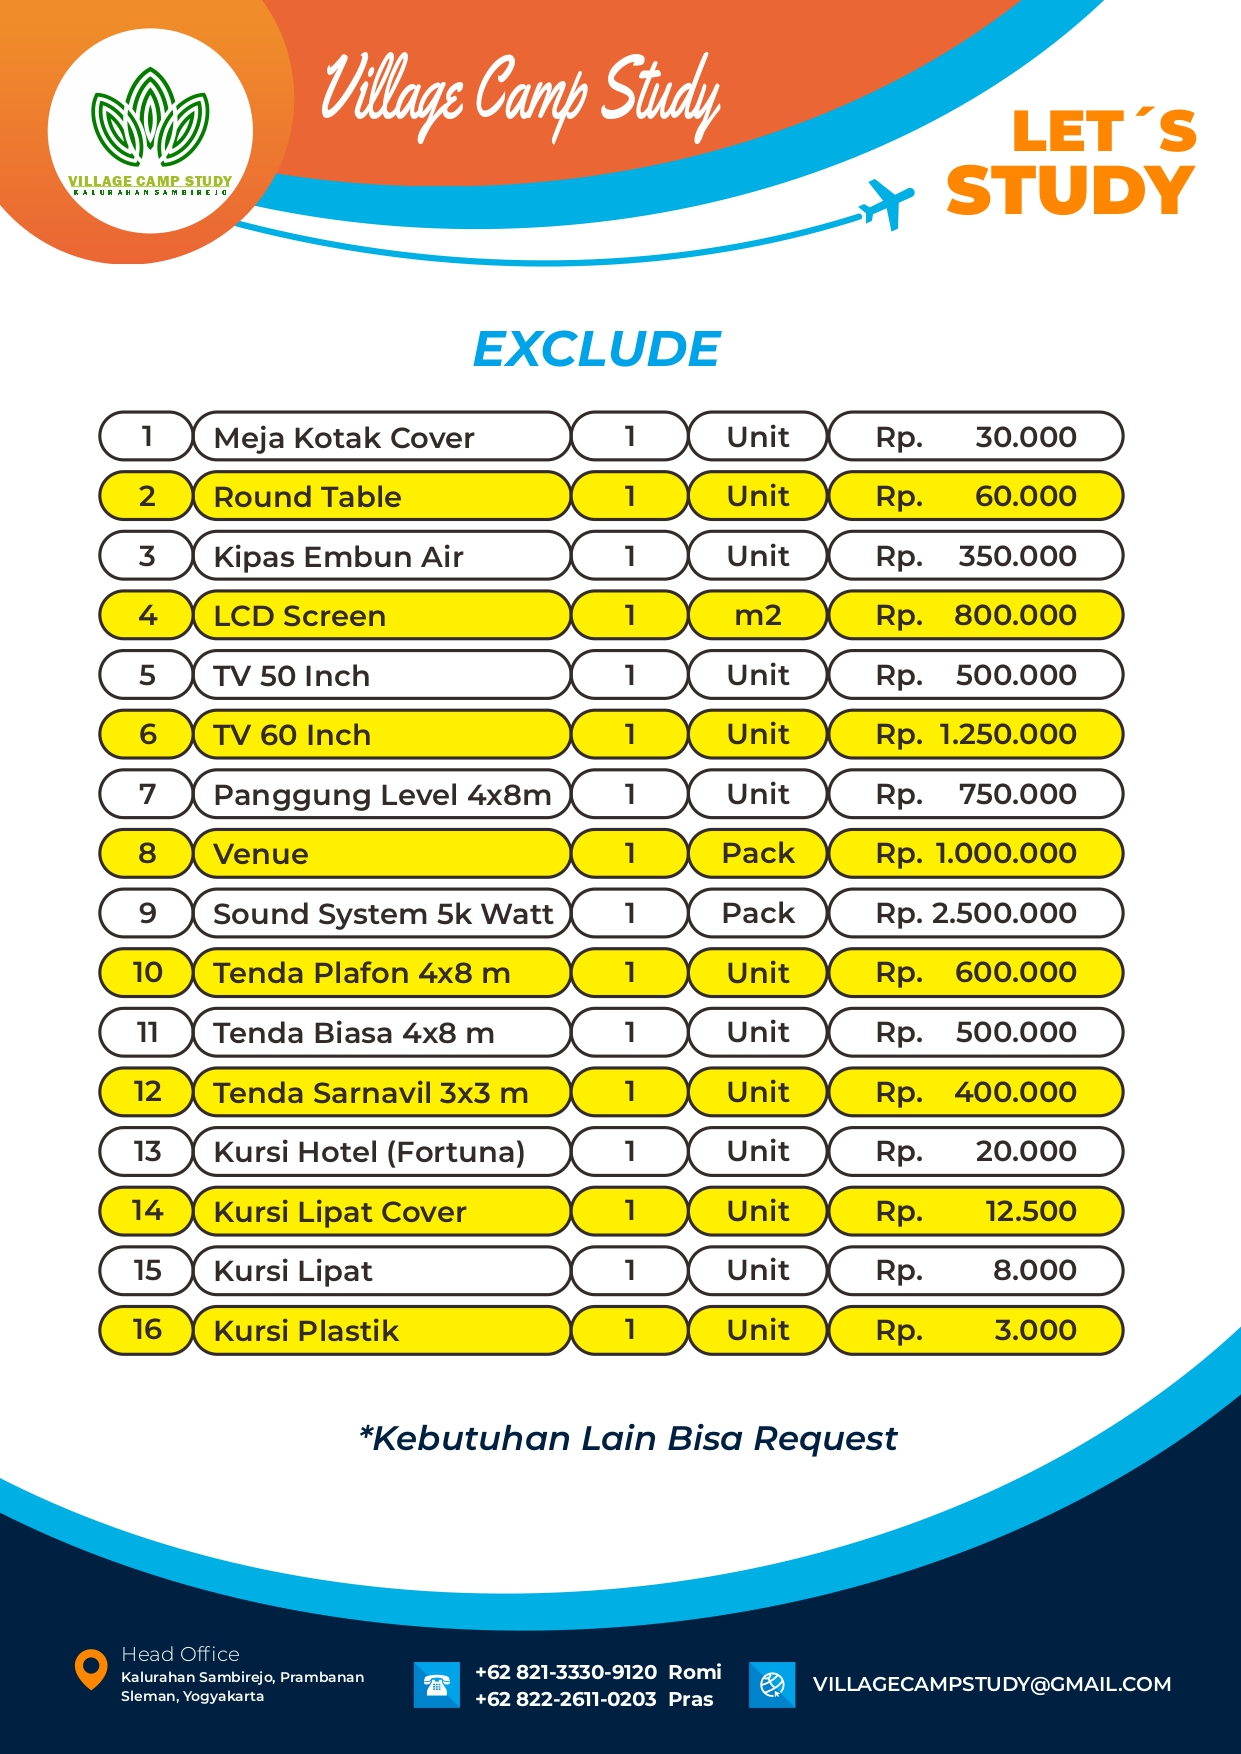 Village Camp Study
VILLAGE CAMP STUDY
KALURAHAN SAMBIREJO
LET´S
STUDY
EXCLUDE
1 Meja Kotak Cover 1 Unit Rp. 30.000
2 Round Table 1 Unit Rp. 60.000
3 Kipas Embun Air 1 Unit Rp. 350.000
4 LCD Screen 1 m2 Rp. 800.000
5 TV 50 Inch 1 Unit Rp. 500.000
6 TV 60 Inch 1 Unit Rp. 1.250.000
7 Panggung Level 4x8m 1 Unit Rp. 750.000
8 Venue 1 Pack Rp. 1.000.000
9 Sound System 5k Watt 1 Pack Rp. 2.500.000
10 Tenda Plafon 4x8 m 1 Unit Rp. 600.000
11 Tenda Biasa 4x8 m 1 Unit Rp. 500.000
12 Tenda Sarnavil 3x3 m 1 Unit Rp. 400.000
13 Kursi Hotel (Fortuna) 1 Unit Rp. 20.000
14 Kursi Lipat Cover 1 Unit Rp. 12.500
15 Kursi Lipat 1 Unit Rp. 8.000
16 Kursi Plastik 1 Unit Rp. 3.000
*Kebutuhan Lain Bisa Request
Head Office
Kalurahan Sambirejo, Prambanan
Sleman, Yogyakarta
+62 821-3330-9120 Romi
+62 822-2611-0203 Pras
VILLAGECAMPSTUDY@GMAIL.COM